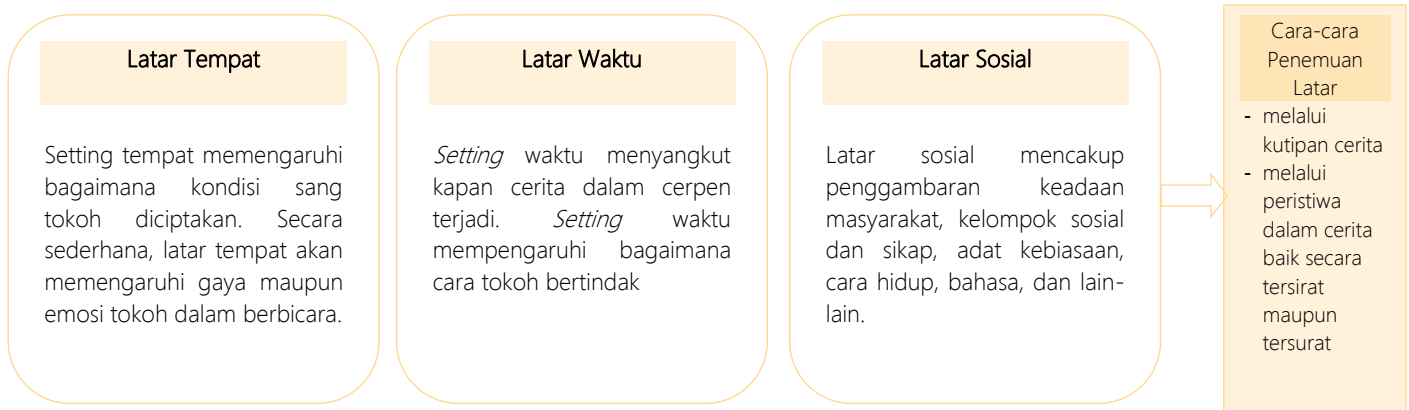 Latar Tempat
Setting tempat memengaruhi
bagaimana kondisi sang
tokoh diciptakan. Secara
sederhana, latar tempat akan
memengaruhi gaya maupun
emosi tokoh dalam berbicara.
Latar Waktu
Setting waktu menyangkut
kapan cerita dalam cerpen
terjadi. Setting waktu
mempengaruhi bagaimana
cara tokoh bertindak
Latar Sosial
Latar sosial mencakup
penggambaran keadaan
masyarakat, kelompok sosial
dan sikap, adat kebiasaan,
cara hidup, bahasa, dan lain-
lain.
Cara-cara
Penemuan
Latar
- melalui
kutipan cerita
- melalui
peristiwa
dalam cerita
baik secara
tersirat
maupun
tersurat